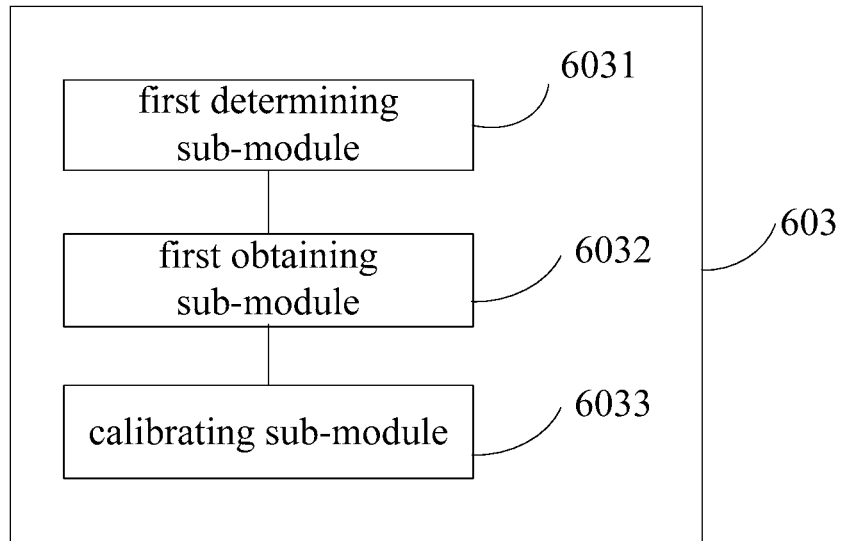 6031
first determining
sub-module
603
first obtaining
sub-module
6032
6033
calibrating sub-module